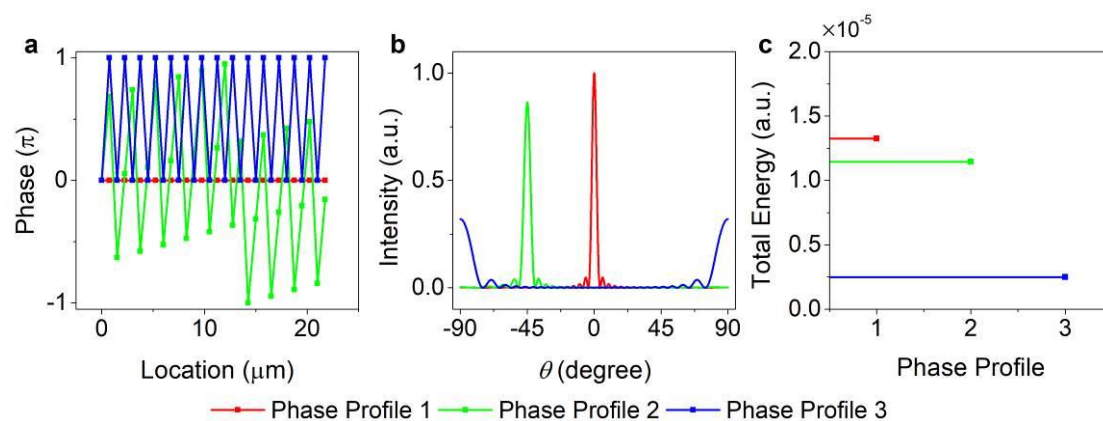 a
1
0
-1
Phase (π)
0
10
20
Location (μm)
b
1.0
0.5
0.0
Intensity (a.u.)
-90
-45
0
45
90
θ (degree)
c
×10⁻⁵
2.0
1.5
1.0
0.5
0.0
Total Energy (a.u.)
1
2
3
Phase Profile
Phase Profile 1
Phase Profile 2
Phase Profile 3